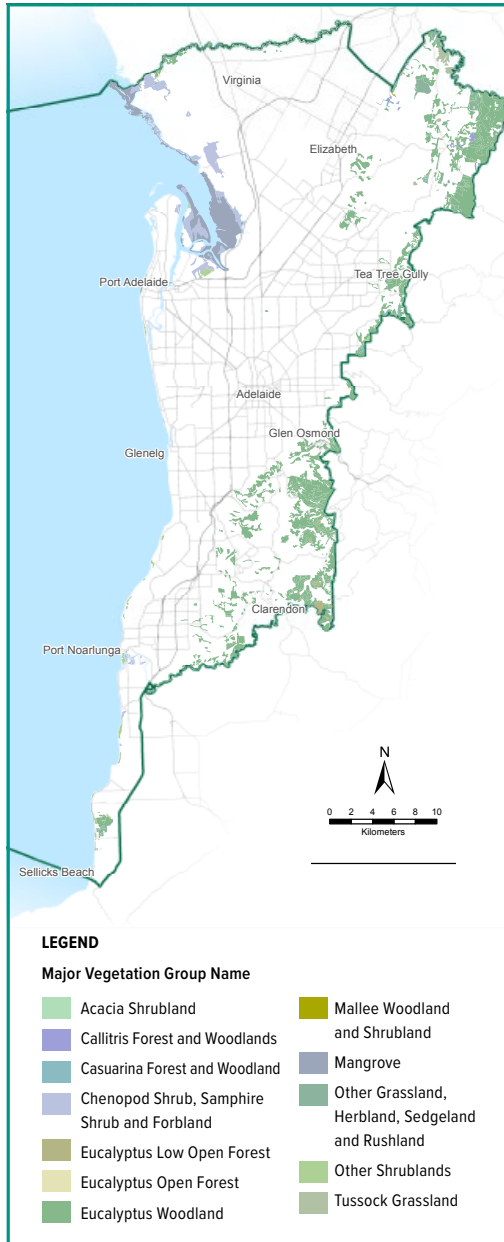 Virginia
Elizabeth
Tea Tree Gully
Port Adelaide
Adelaide
Glen Osmond
Glenelg
Clarendon
Port Noarlunga
N
0 2 4 6 8 10
Kilometers
Sellicks Beach
LEGEND
Major Vegetation Group Name
Acacia Shrubland
Callitris Forest and Woodlands
Casuarina Forest and Woodland
Chenopod Shrub, Samphire
Shrub and Forbland
Eucalyptus Low Open Forest
Eucalyptus Open Forest
Eucalyptus Woodland
Mallee Woodland
and Shrubland
Mangrove
Other Grassland,
Herbland, Sedgeland
and Rushland
Other Shrublands
Tussock Grassland